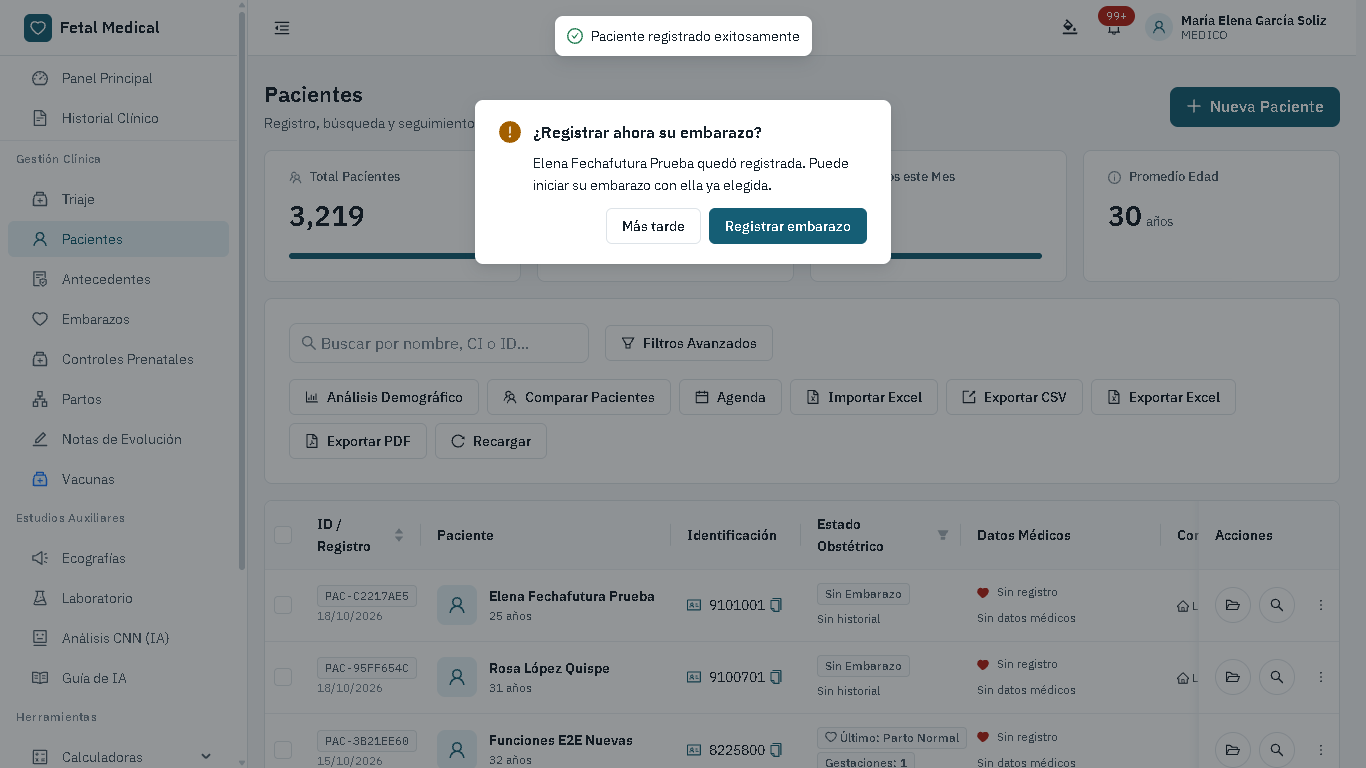 Fetal Medical
Paciente registrado exitosamente
99+
María Elena García Soliz
MEDICO
Panel Principal
Historial Clínico
Gestión Clínica
Triaje
Pacientes
Antecedentes
Embarazos
Controles Prenatales
Partos
Notas de Evolución
Vacunas
Estudios Auxiliares
Ecografías
Laboratorio
Análisis CNN (IA)
Guía de IA
Herramientas
Calculadoras
Pacientes
Registro, búsqueda y seguimiento
Nueva Paciente
¿Registrar ahora su embarazo?
Elena Fechafutura Prueba quedó registrada. Puede
iniciar su embarazo con ella ya elegida.
Más tarde
Registrar embarazo
Total Pacientes
3,219
os este Mes
Promedio Edad
30 años
Buscar por nombre, CI o ID...
Filtros Avanzados
Análisis Demográfico
Comparar Pacientes
Agenda
Importar Excel
Exportar CSV
Exportar Excel
Exportar PDF
Recargar
ID /
Registro
Paciente
Identificación
Estado
Obstétrico
Datos Médicos
Cor
Acciones
PAC-C2217AE5
18/10/2026
Elena Fechafutura Prueba
25 años
9101001
Sin Embarazo
Sin historial
Sin registro
Sin datos médicos
L
PAC-95FF654C
18/10/2026
Rosa López Quispe
31 años
9100701
Sin Embarazo
Sin historial
Sin registro
Sin datos médicos
L
PAC-3B21EE60
15/10/2026
Funciones E2E Nuevas
32 años
8225800
Último: Parto Normal
Gestaciones: 1
Sin registro
Sin datos médicos